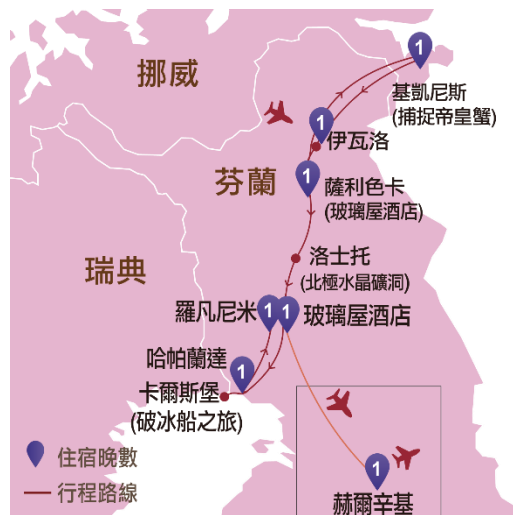 挪威
基凱尼斯
(捕捉帝皇蟹)
1
1
伊瓦洛
芬蘭
1
薩利色卡
(玻璃屋酒店)
瑞典
洛士托
(北極水晶礦洞)
羅凡尼米
1
1
玻璃屋酒店
哈帕蘭達
1
卡爾斯堡
(破冰船之旅)
住宿晚數
行程路線
1
赫爾辛基